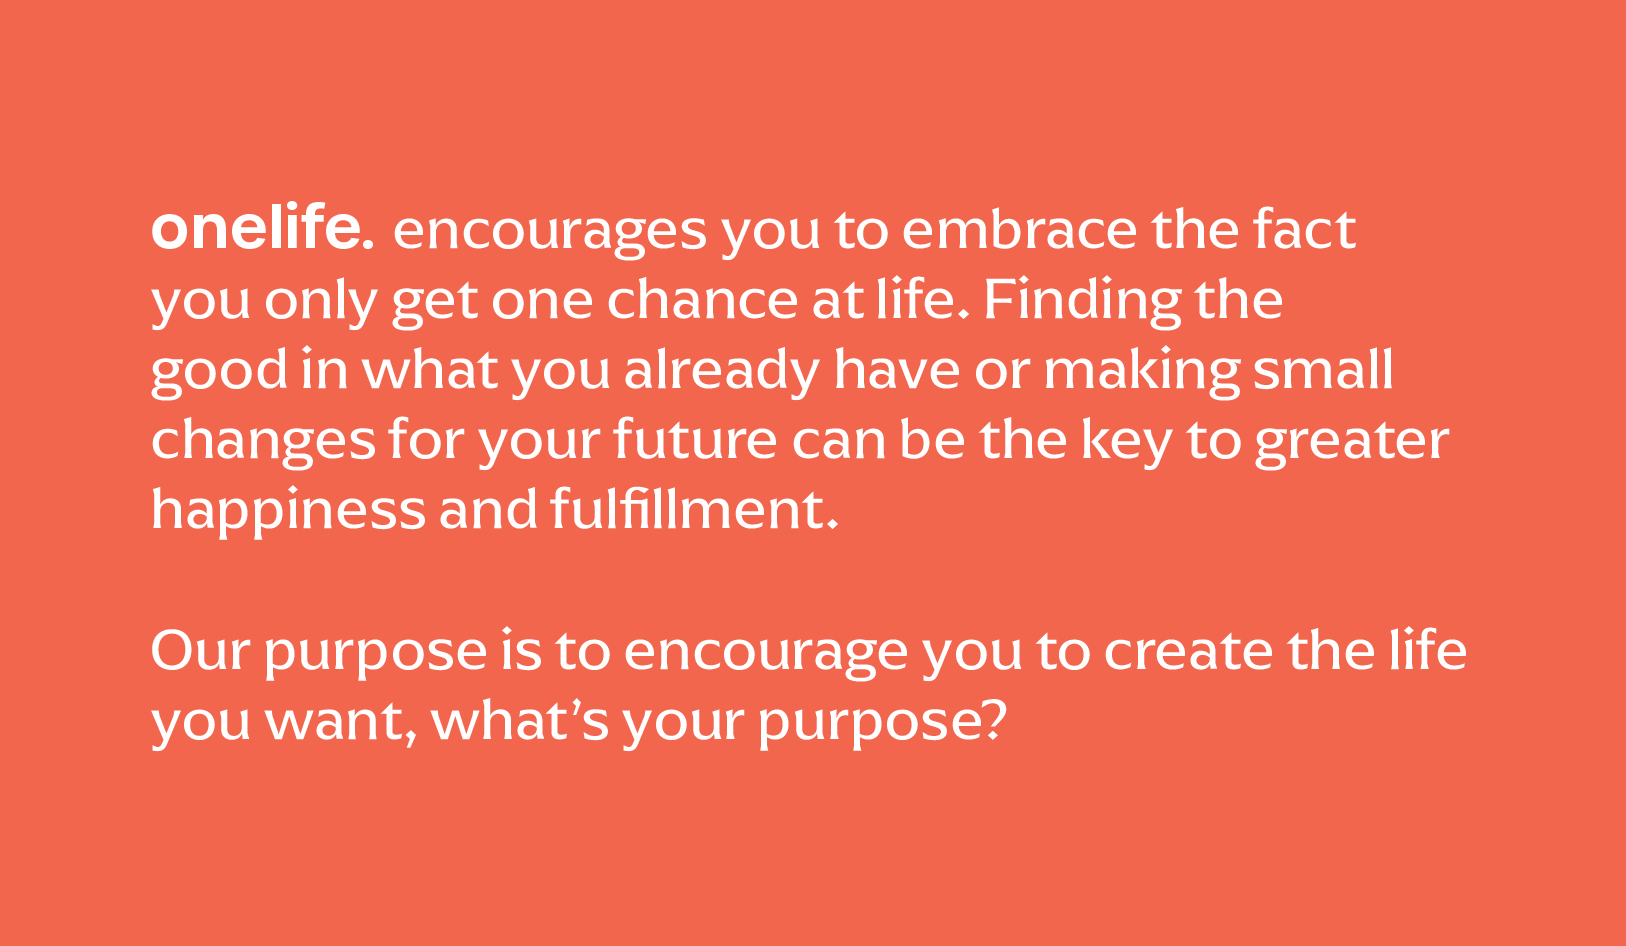 onelife. encourages you to embrace the fact
you only get one chance at life. Finding the
good in what you already have or making small
changes for your future can be the key to greater
happiness and fulfillment.
Our purpose is to encourage you to create the life
you want, what’s your purpose?